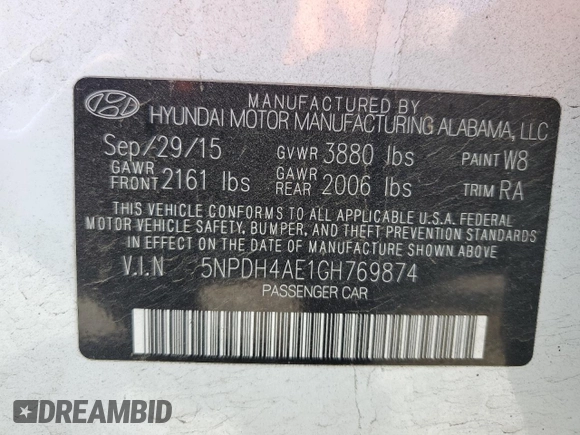 MANUFACTURED BY
HYUNDAI MOTOR MANUFACTURING ALABAMA, LLC
Sep/29/15 GVWR 3880 lbs PAINT W8
GAWR FRONT 2161 lbs GAWR REAR 2006 lbs TRIM RA
THIS VEHICLE CONFORMS TO ALL APPLICABLE U.S.A. FEDERAL
MOTOR VEHICLE SAFETY, BUMPER, AND THEFT PREVENTION STANDARDS
IN EFFECT ON THE DATE OF MANUFACTURE SHOWN ABOVE.
V.I.N 5NPDH4AE1GH769874
PASSENGER CAR
DREAMBID